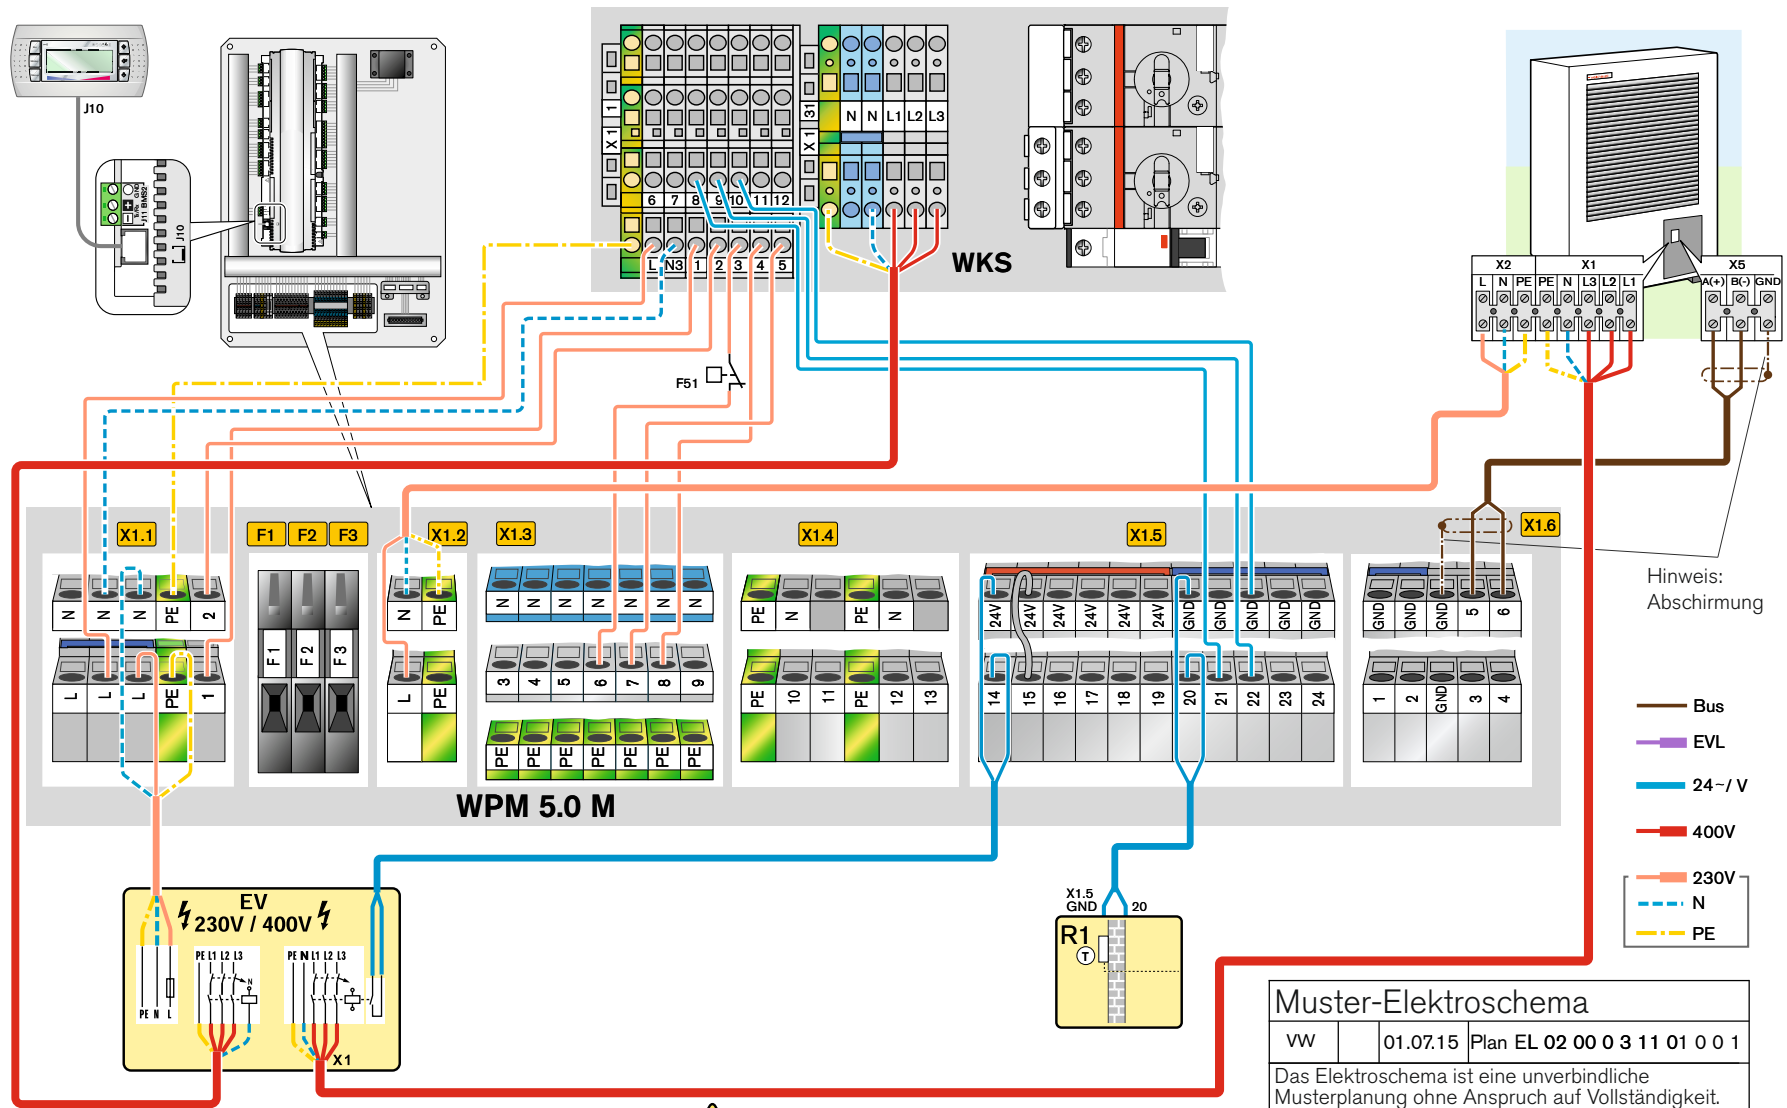 J10
J11 BMS2
GND
J10
X1
1
X1
31
N N L1 L2 L3
6 7 8 9 10 11 12
L N3 1 2 3 4 5
WKS
F51
X2 X1 X5
L N PE PE N L3 L2 L1
A(+) B(-) GND
X1.1 F1 F2 F3 X1.2 X1.3 X1.4 X1.5 X1.6
N N N PE 2
L L L PE 1
F1 F2 F3
N PE
L PE
N N N N N N N
3 4 5 6 7 8 9
PE PE PE PE PE PE PE
PE N PE N
PE 10 11 PE 12 13
24V 24V 24V 24V 24V 24V GND GND GND GND GND
14 15 16 17 18 19 20 21 22 23 24
GND GND GND 5 6
1 2 GND 3 4
Hinweis:
Abschirmung
WPM 5.0 M
Bus
EVL
24~/ V
400V
230V
N
PE
EV
230V / 400V
PE N L
PE L1 L2 L3
N
PE N L1 L2 L3
X1
X1.5
GND 20
R1
T
Muster-Elektroschema
VW 01.07.15 Plan EL 02 00 0 3 11 01 0 0 1
Das Elektroschema ist eine unverbindliche
Musterplanung ohne Anspruch auf Vollständigkeit.